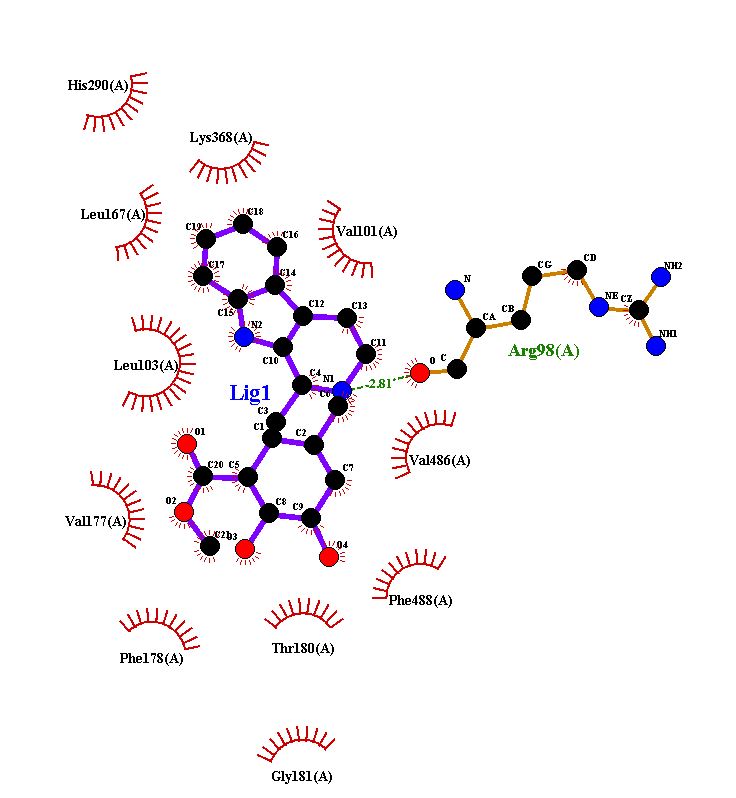 His290(A)
Lys368(A)
Leu167(A)
C18
C19
C16
Val101(A)
C17
C14
NH2
CD
CG
N
C15
NE
CZ
C12
C13
N2
CA
CB
NH1
C10
C11
Arg98(A)
Leu103(A)
O
C
C4
N1
2.81
Lig1
C6
C3
C1
C2
O1
Val486(A)
C20
C5
C7
O2
C8
C9
Val177(A)
C21
O3
O4
Phe488(A)
Thr180(A)
Phe178(A)
Gly181(A)